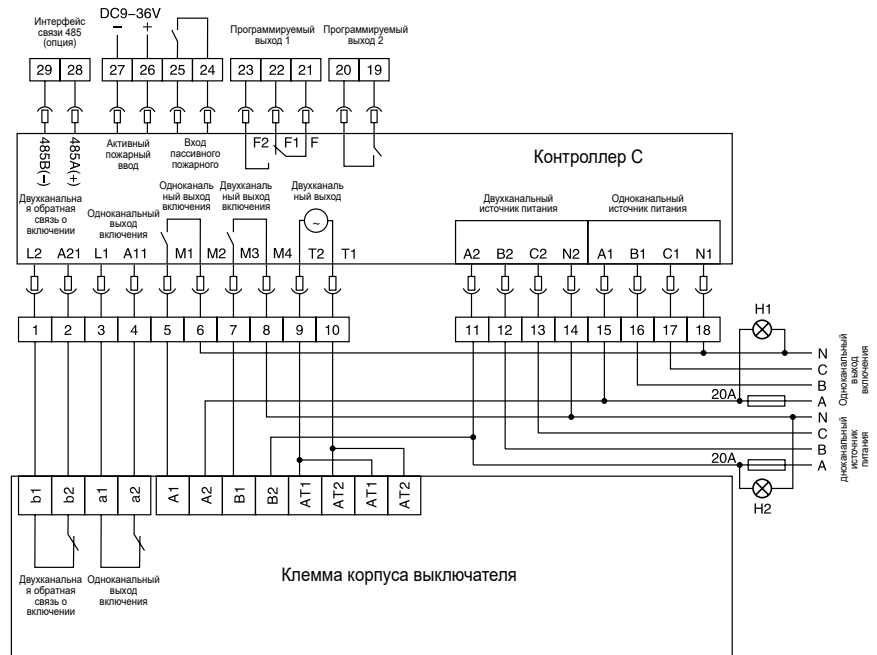 DC9-36V
Интерфейс
связи 485
(опция)
− +
Программируемый
выход 1
Программируемый
выход 2
29 28 27 26 25 24 23 22 21 20 19
485B(−) 485A(+)
Активный
пожарный
ввод
Вход
пассивного
пожарного
F2 F1 F
Контроллер C
Двухканальна
я обратная
связь о
включении
Одноканальный
выход
включения
Одноканаль
ный выход
включения
Двухканаль
ный выход
включения
Двухканаль
ный выход
~
Двухканальный
источник питания
Одноканальный
источник питания
L2 A21 L1 A11 M1 M2 M3 M4 T2 T1 A2 B2 C2 N2 A1 B1 C1 N1
1 2 3 4 5 6 7 8 9 10 11 12 13 14 15 16 17 18
H1
N
C
B
20A A
Одноканальный
выход
включения
N
C
B
20A A
дноканальный
источник
питания
H2
b1 b2 a1 a2 A1 A2 B1 B2 AT1 AT2 AT1 AT2
Двухканальна
я обратная
связь о
включении
Одноканальный
выход
включения
Клемма корпуса выключателя